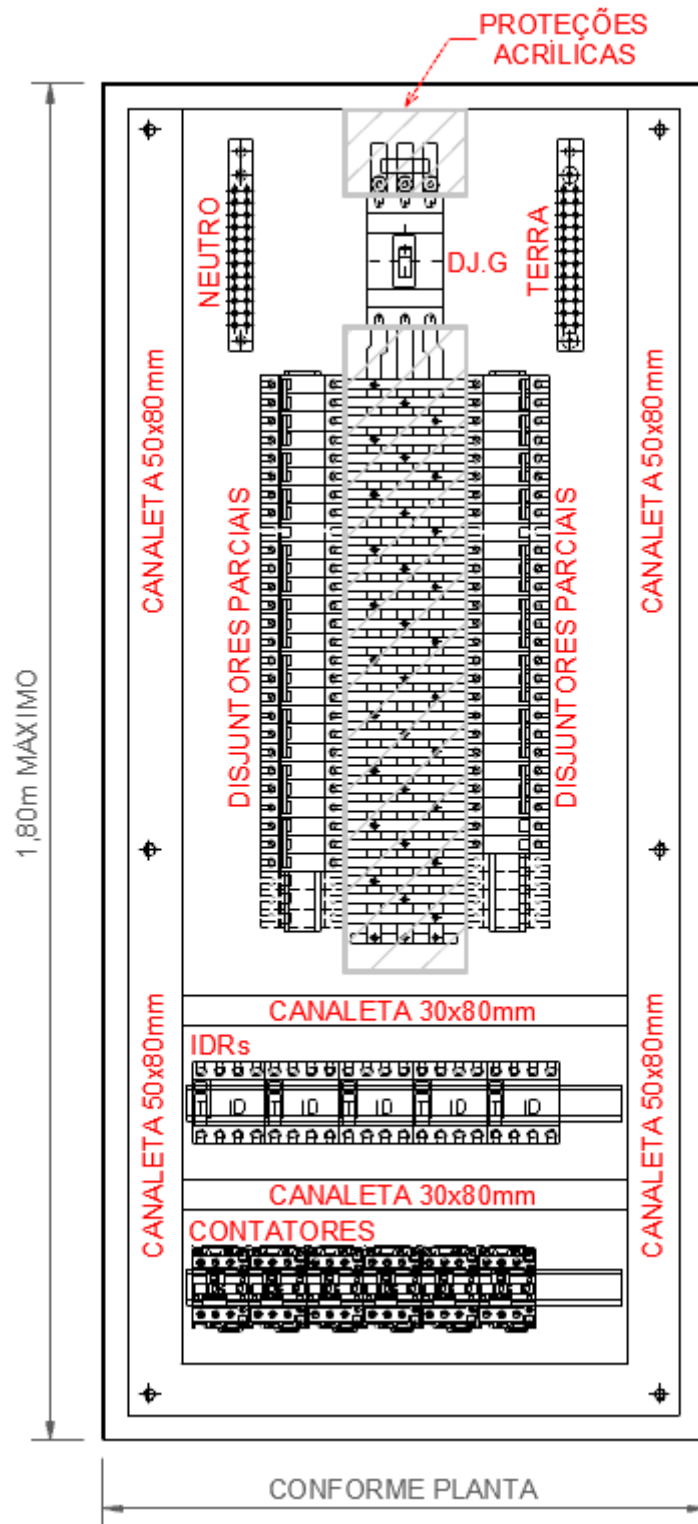 PROTEÇÕES
ACRÍLICAS
NEUTRO
DJ.G
TERRA
CANALETA 50x80mm
DISJUNTORES PARCIAIS
DISJUNTORES PARCIAIS
CANALETA 50x80mm
1,80m MÁXIMO
CANALETA 30x80mm
IDRs
T ID T ID T ID T ID T ID
CANALETA 50x80mm
CANALETA 50x80mm
CANALETA 30x80mm
CONTATORES
CONFORME PLANTA